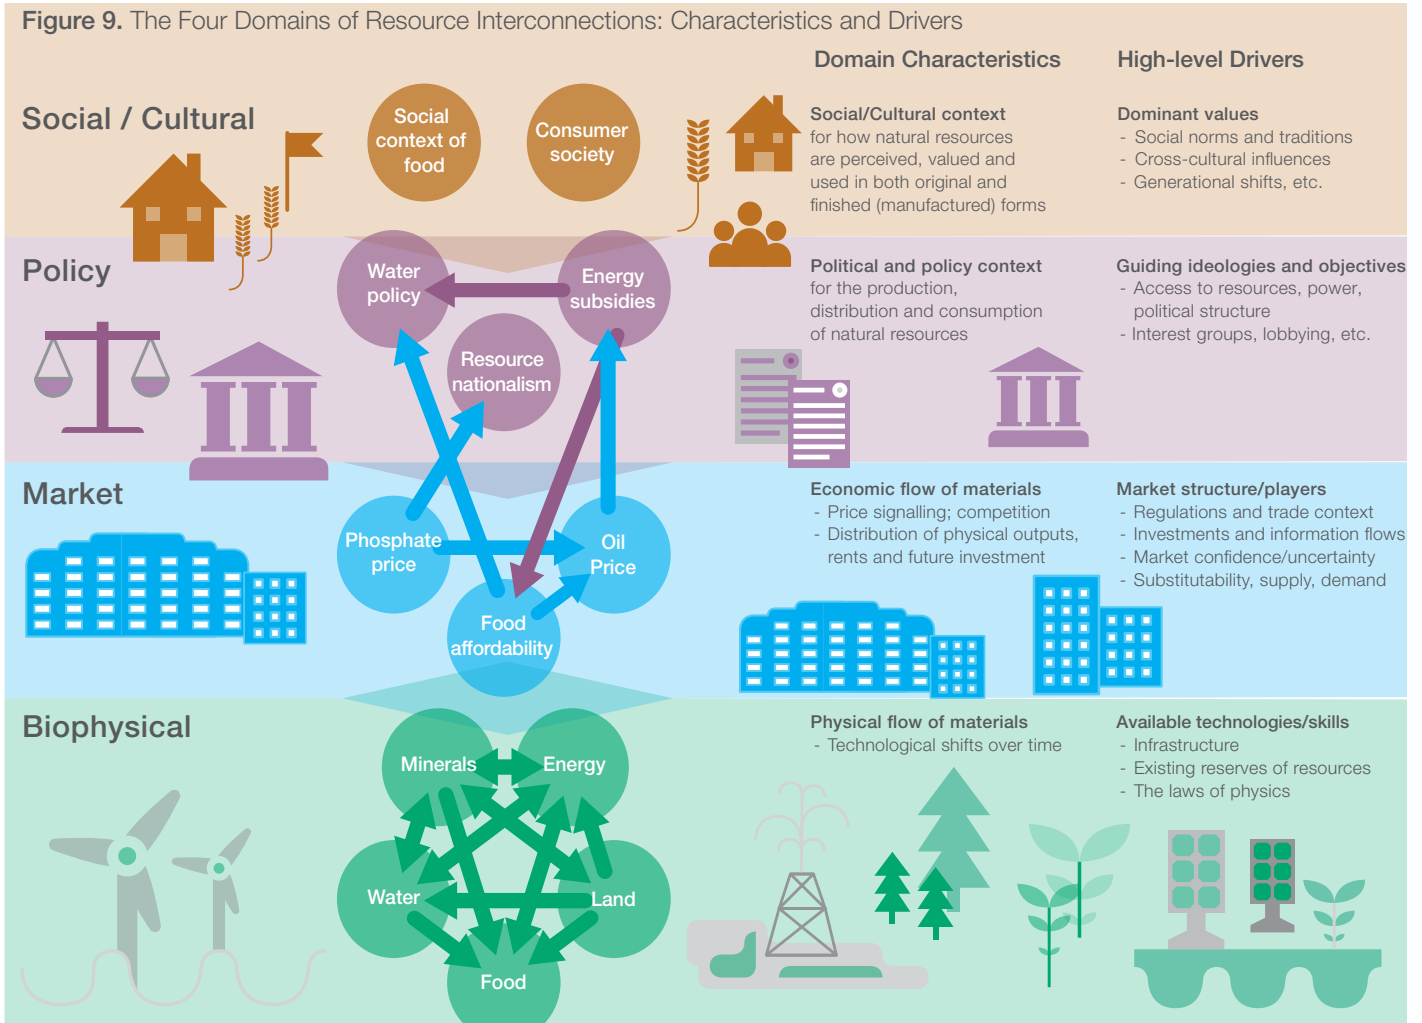 Figure 9. The Four Domains of Resource Interconnections: Characteristics and Drivers
Domain Characteristics
High-level Drivers
Social / Cultural
Social
context of
food
Consumer
society
Social/Cultural context
for how natural resources
are perceived, valued and
used in both original and
finished (manufactured) forms
Dominant values
- Social norms and traditions
- Cross-cultural influences
- Generational shifts, etc.
Policy
Water
policy
Energy
subsidies
Resource
nationalism
Political and policy context
for the production,
distribution and consumption
of natural resources
Guiding ideologies and objectives
- Access to resources, power,
political structure
- Interest groups, lobbying, etc.
Market
Phosphate
price
Oil
Price
Food
affordability
Economic flow of materials
- Price signalling; competition
- Distribution of physical outputs,
rents and future investment
Market structure/players
- Regulations and trade context
- Investments and information flows
- Market confidence/uncertainty
- Substitutability, supply, demand
Biophysical
Minerals
Energy
Water
Land
Food
Physical flow of materials
- Technological shifts over time
Available technologies/skills
- Infrastructure
- Existing reserves of resources
- The laws of physics